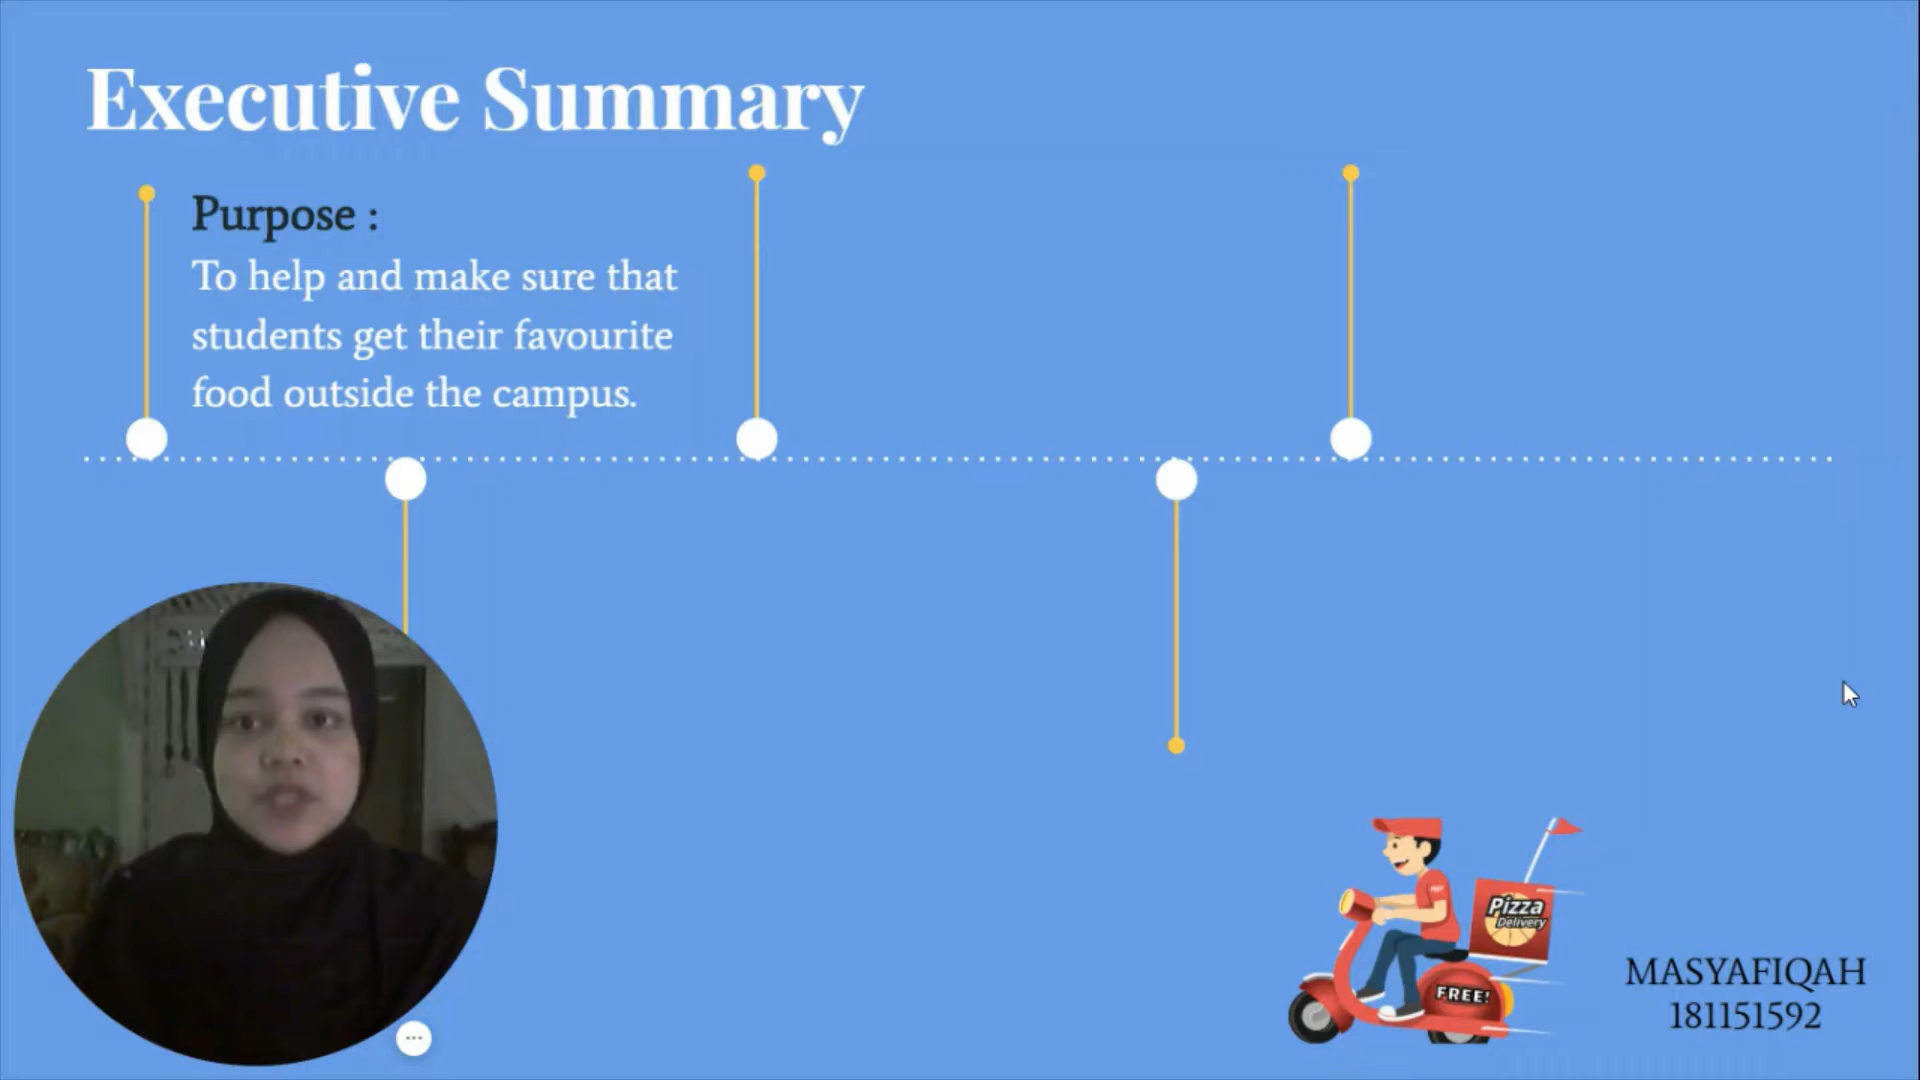 Executive Summary
Purpose :
To help and make sure that
students get their favourite
food outside the campus.
Pizza
Delivery
FREE!
MASYAFIQAH
181151592